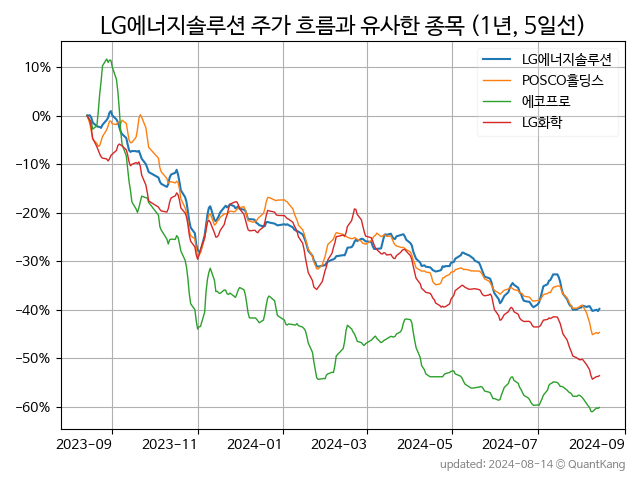 LG에너지솔루션 주가 흐름과 유사한 종목 (1년, 5일선)
LG에너지솔루션
POSCO홀딩스
에코프로
LG화학
10%
0%
-10%
-20%
-30%
-40%
-50%
-60%
2023-09 2023-11 2024-01 2024-03 2024-05 2024-07 2024-09
updated: 2024-08-14 © QuantKang